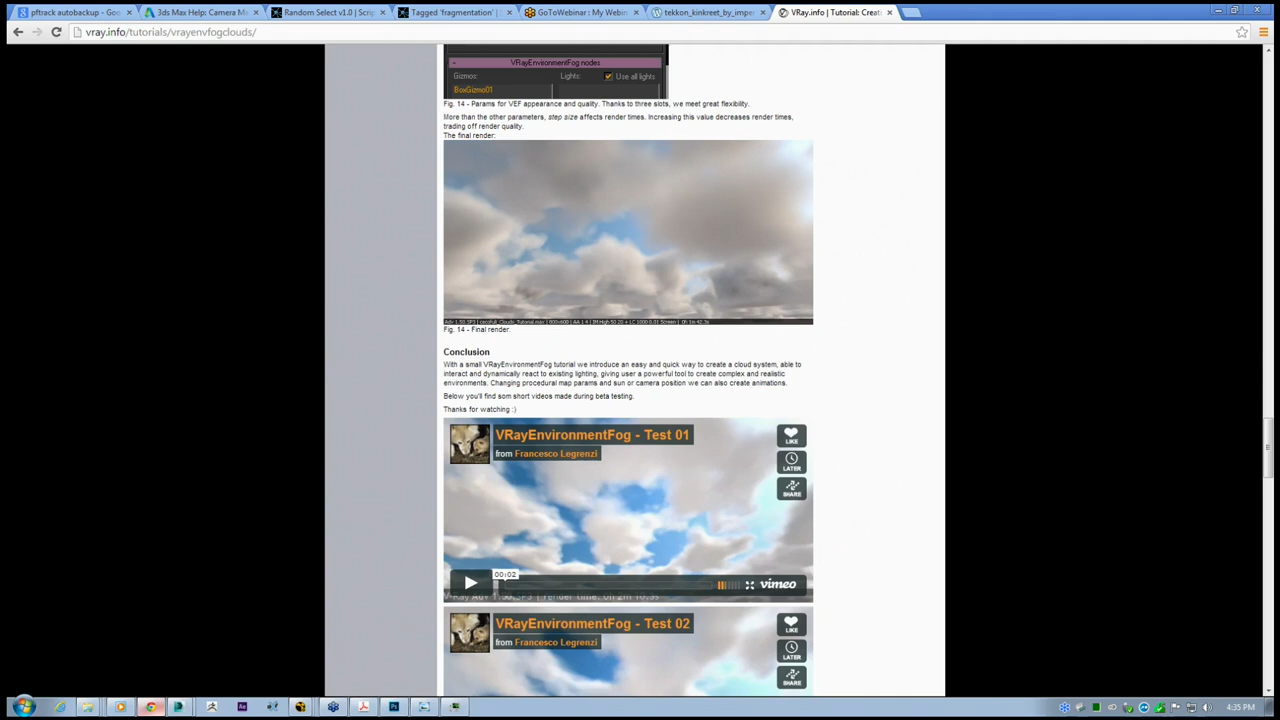 pftrack autobackup - Goo
3ds Max Help: Camera Ma
Random Select v1.0 | Scrip
Tagged 'fragmentation' |
GoToWebinar : My Webin
tekkon_kinkreet_by_impe
VRay.info | Tutorial: Creat
vray.info/tutorials/vrayenvfogclouds/
VRayEnvironmentFog nodes
Gizmos:
Lights:
Use all lights
BoxGizmo01
Fig. 14 - Params for VEF appearance and quality. Thanks to three slots, we meet great flexibility.
More than the other parameters, step size affects render times. Increasing this value decreases render times,
trading off render quality.
The final render:
Fig. 14 - Final render.
Conclusion
With a small VRayEnvironmentFog tutorial we introduce an easy and quick way to create a cloud system, able to
interact and dynamically react to existing lighting, giving user a powerful tool to create complex and realistic
environments. Changing procedural map params and sun or camera position we can also create animations.
Below you'll find som short videos made during beta testing.
Thanks for watching :)
VRayEnvironmentFog - Test 01
from Francesco Legrenzi
LIKE
LATER
SHARE
00:02
vimeo
VRayEnvironmentFog - Test 02
from Francesco Legrenzi
LIKE
LATER
SHARE
4:35 PM